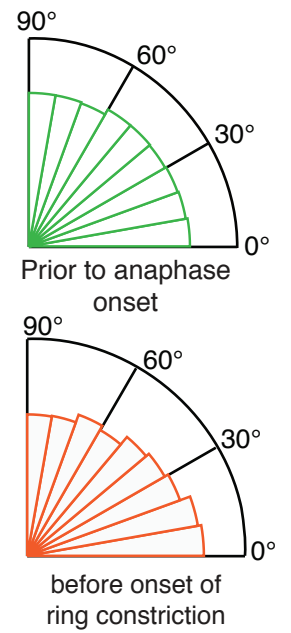 90°
60°
30°
0°
Prior to anaphase
onset
90°
60°
30°
0°
before onset of
ring constriction